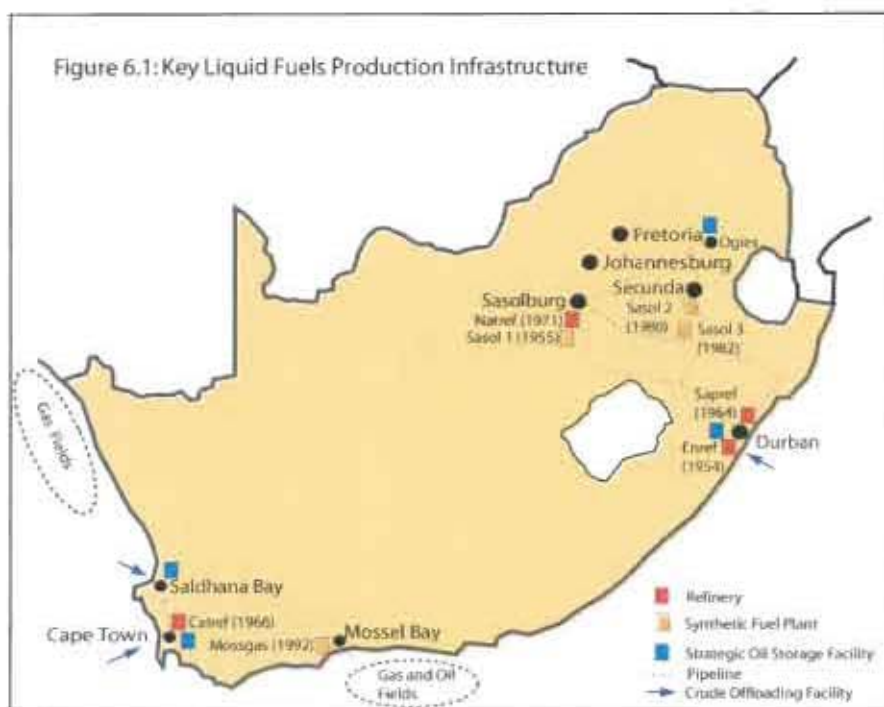 Figure 6.1: Key Liquid Fuels Production Infrastructure
Pretoria
Ogies
Johannesburg
Secunda
Sasolburg
Sasol 2
(1980)
Natref (1971)
Sasol 1 (1955)
Sasol 3
(1982)
Sapref
(1964)
Durban
Enref
(1954)
Gas Fields
Saldhana Bay
Catref (1966)
Cape Town
Mossgas (1992)
Mossel Bay
Gas and Oil
Fields
Refinery
Synthetic Fuel Plant
Strategic Oil Storage Facility
Pipeline
Crude Offloading Facility